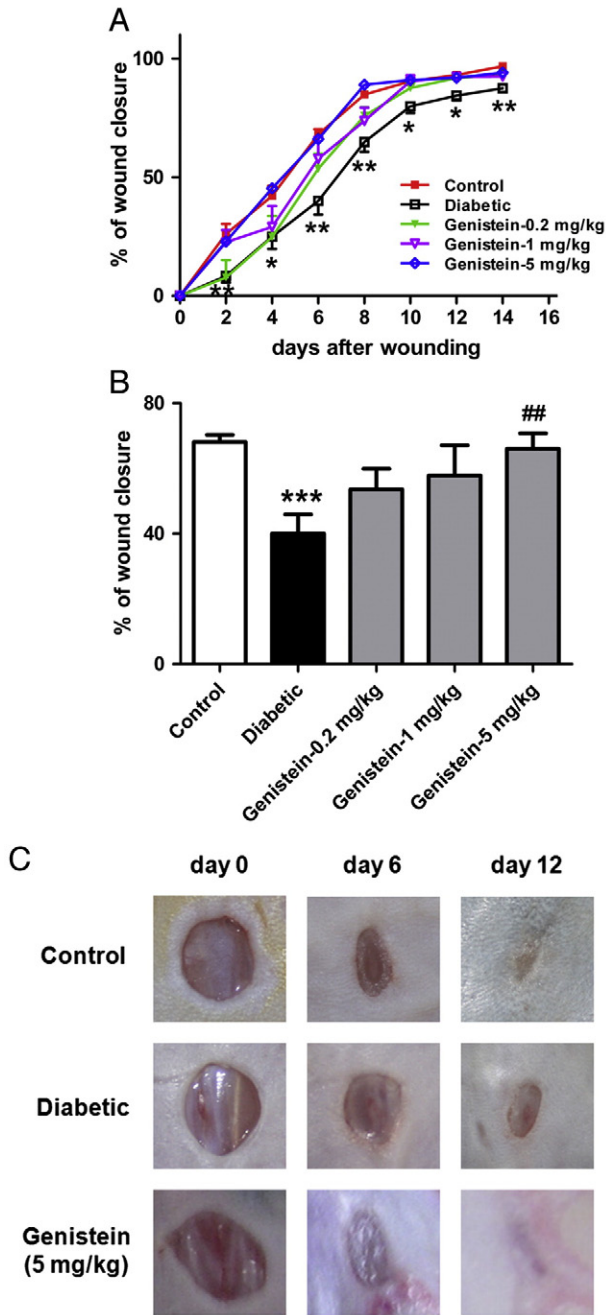 A
% of wound closure
100
50
0
**
*
**
**
*
*
**
Control
Diabetic
Genistein-0.2 mg/kg
Genistein-1 mg/kg
Genistein-5 mg/kg
0 2 4 6 8 10 12 14 16
days after wounding
B
% of wound closure
80
40
0
***
##
Control
Diabetic
Genistein-0.2 mg/kg
Genistein-1 mg/kg
Genistein-5 mg/kg
C
day 0 day 6 day 12
Control
Diabetic
Genistein
(5 mg/kg)